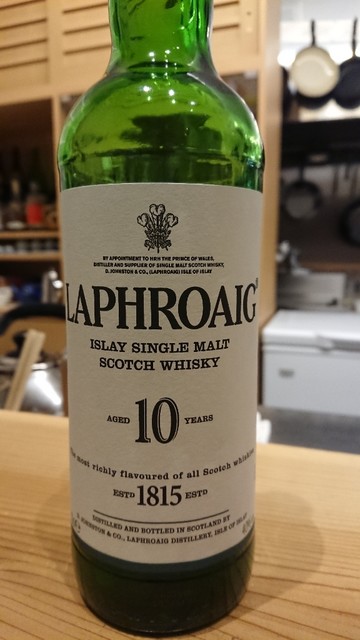 BY APPOINTMENT TO HRH THE PRINCE OF WALES,
DISTILLER AND SUPPLIER OF SINGLE MALT SCOTCH WHISKY,
D. JOHNSTON & CO., (LAPHROAIG) ISLE OF ISLAY
LAPHROAIG®
ISLAY SINGLE MALT
SCOTCH WHISKY
AGED 10 YEARS
The most richly flavoured of all Scotch whiskies
ESTD 1815 ESTD
DISTILLED AND BOTTLED IN SCOTLAND BY
D. JOHNSTON & CO., LAPHROAIG DISTILLERY, ISLE OF ISLAY